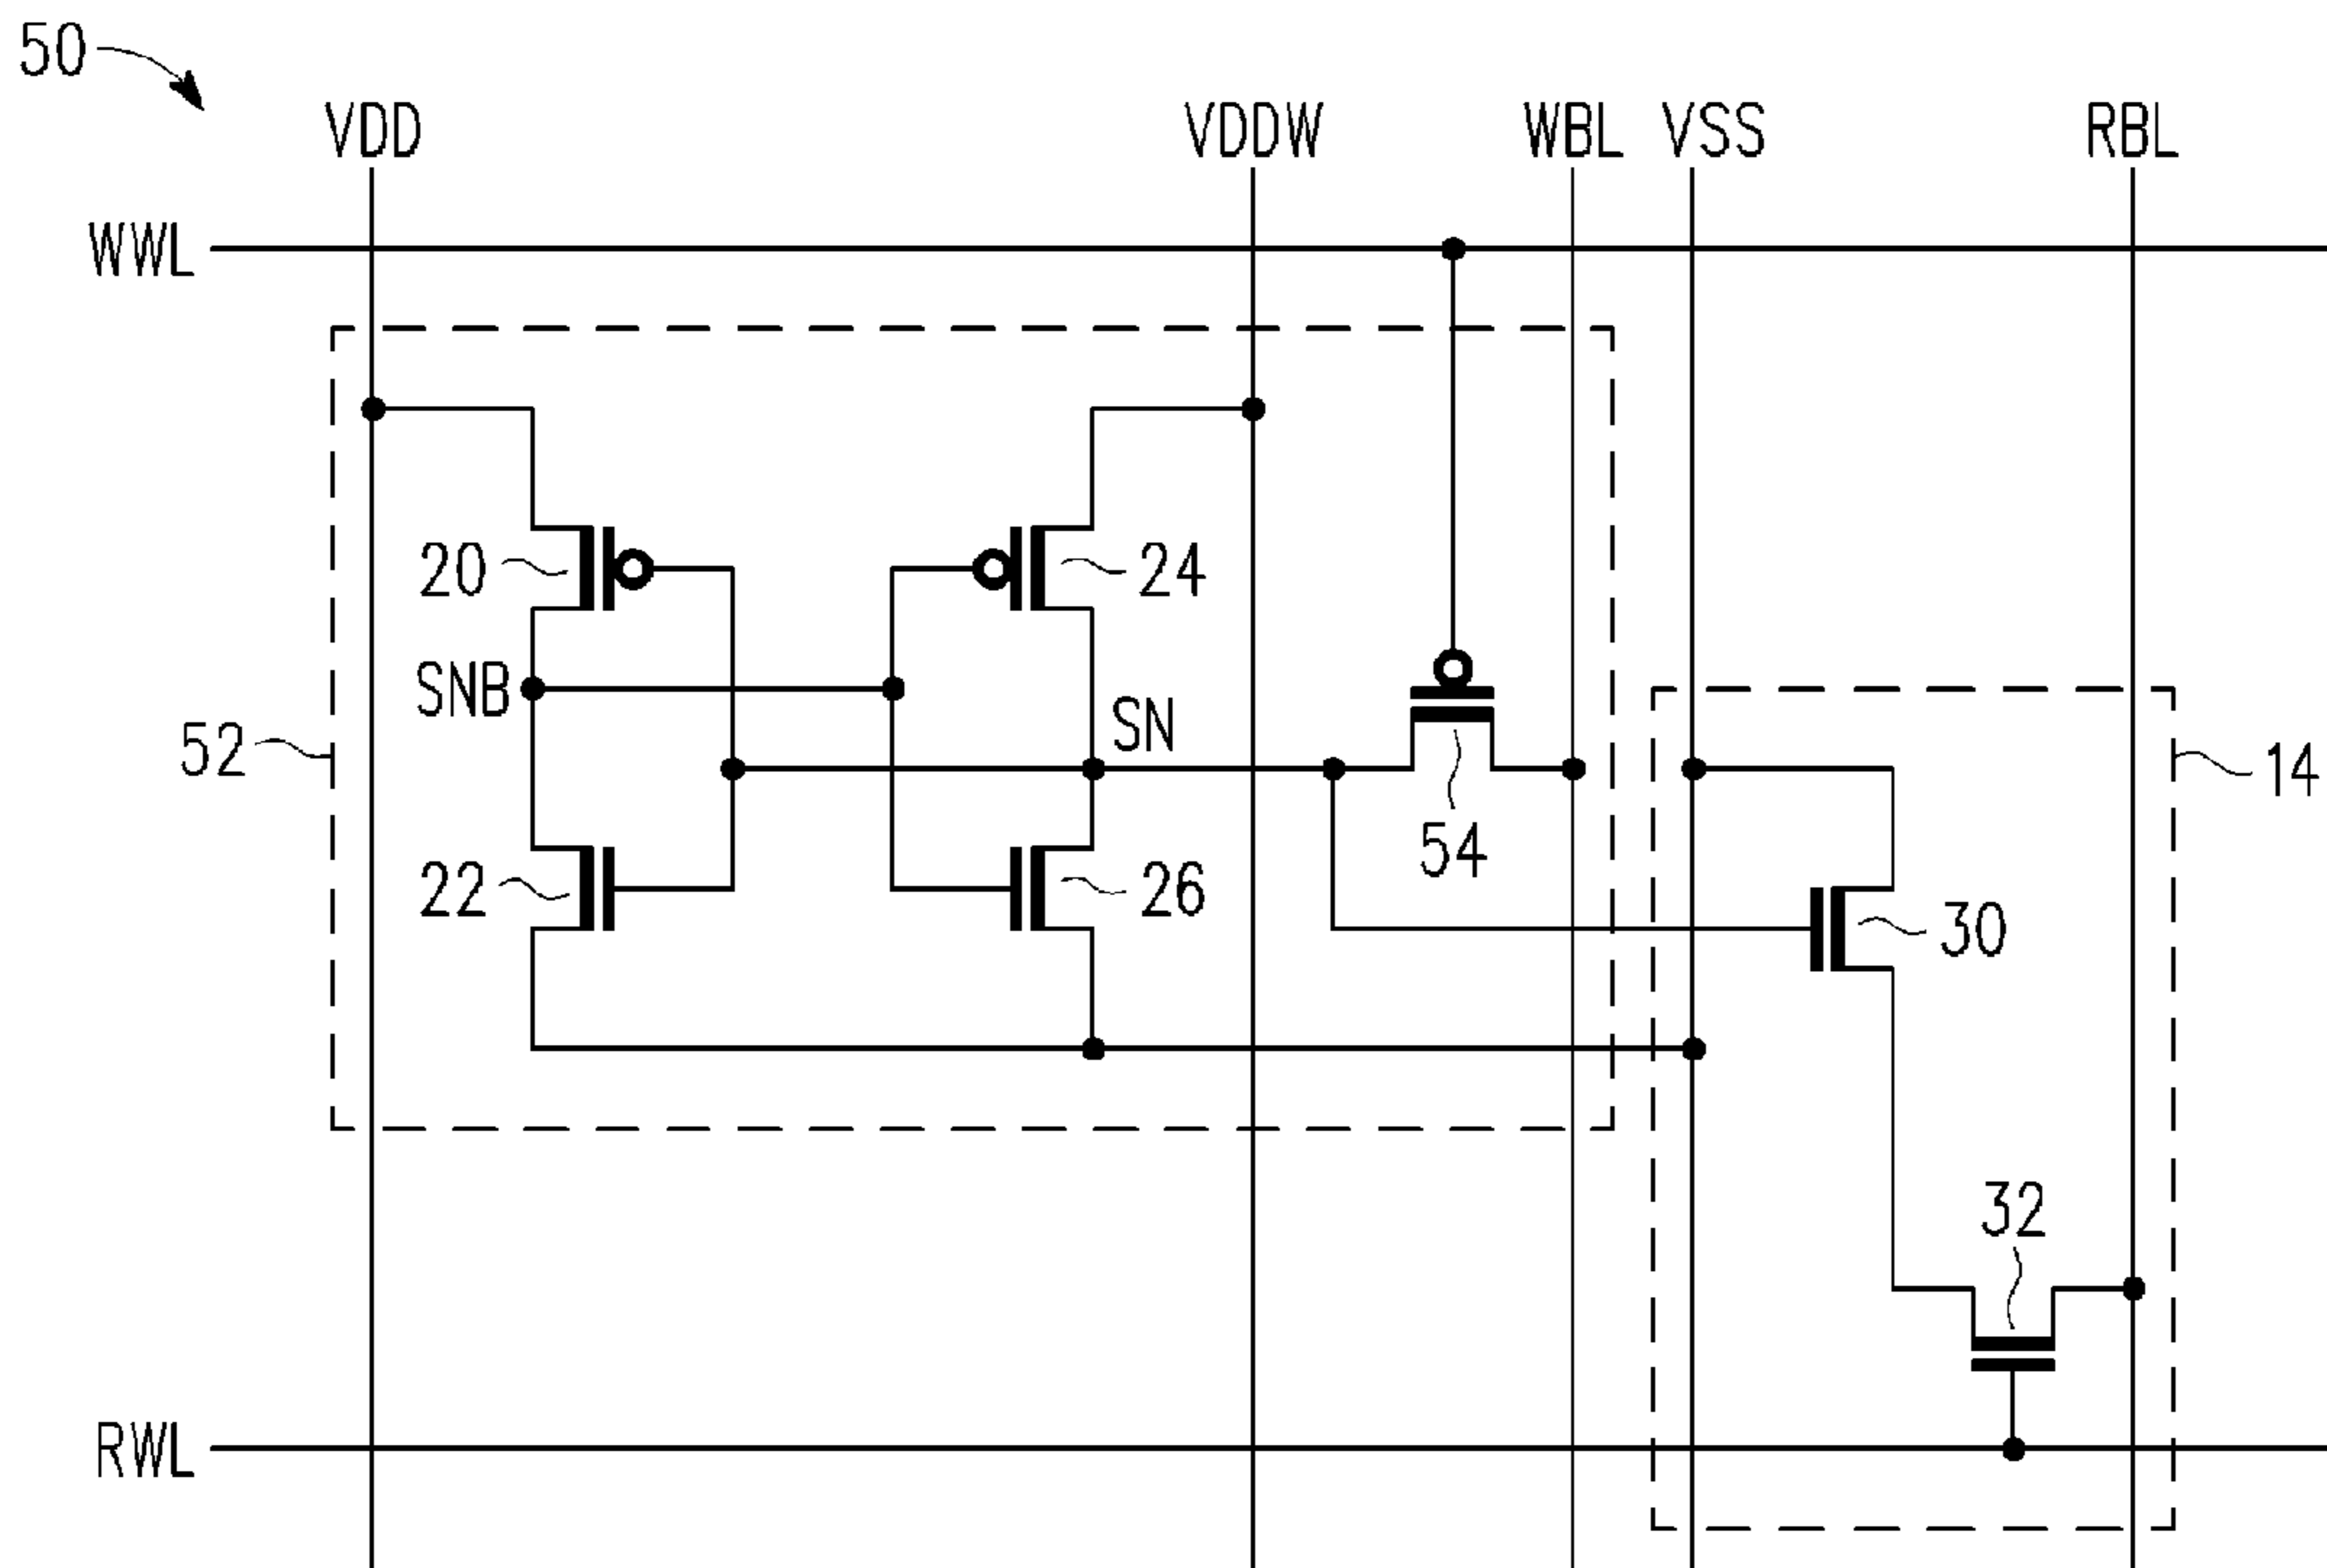 50
VDD VDDW WBL VSS RBL
WWL
20 24
SNB SN
52 14
54
22 26 30
32
RWL